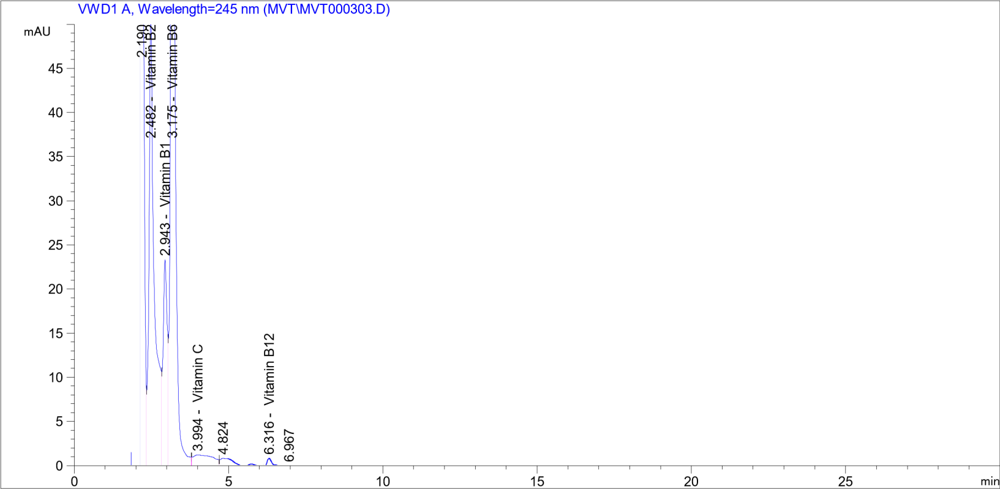 VWD1 A, Wavelength=245 nm (MVT\MVT000303.D)
mAU
2.190
2.482 - Vitamin B2
2.943 - Vitamin B1
3.175 - Vitamin B6
3.994 - Vitamin C
4.824
6.316 - Vitamin B12
6.967
45
40
35
30
25
20
15
10
5
0
0 5 10 15 20 25 min